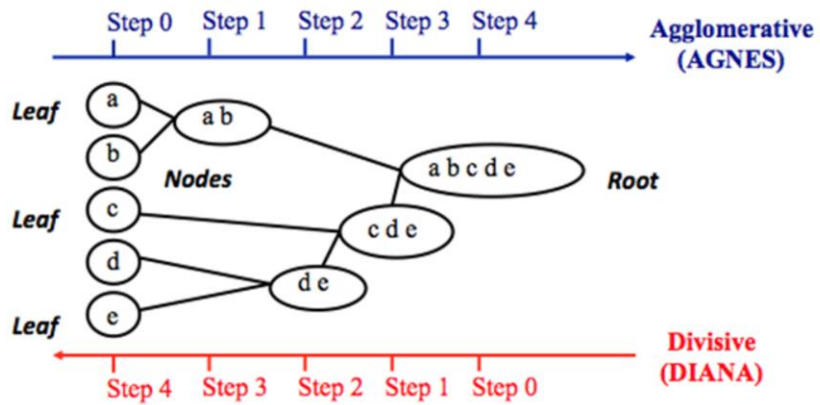 Step 0 Step 1 Step 2 Step 3 Step 4
Agglomerative
(AGNES)
Leaf
a
a b
b
Nodes
a b c d e
Root
Leaf
c
c d e
d
d e
Leaf
e
Divisive
(DIANA)
Step 4 Step 3 Step 2 Step 1 Step 0